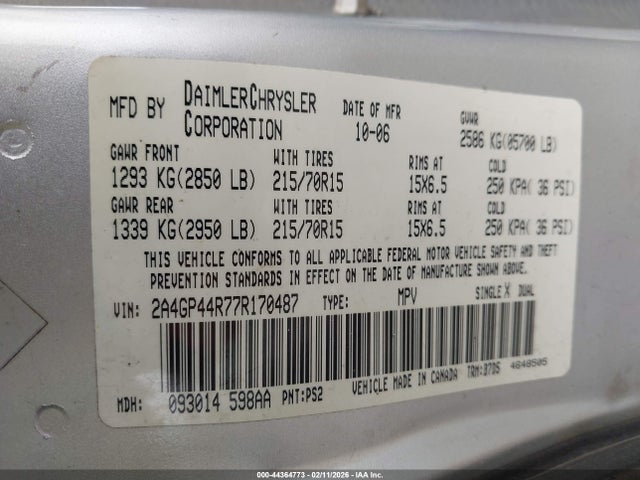 MFD BY DAIMLERCHRYSLER CORPORATION DATE OF MFR 10-06 GVWR 2586 KG(05700 LB)
GAWR FRONT WITH TIRES RIMS AT COLD
1293 KG(2850 LB) 215/70R15 15X6.5 250 KPA( 36 PSI)
GAWR REAR WITH TIRES RIMS AT COLD
1339 KG(2950 LB) 215/70R15 15X6.5 250 KPA( 36 PSI)
THIS VEHICLE CONFORMS TO ALL APPLICABLE FEDERAL MOTOR VEHICLE SAFETY AND THEFT
PREVENTION STANDARDS IN EFFECT ON THE DATE OF MANUFACTURE SHOWN ABOVE.
VIN: 2A4GP44R77R170487 TYPE: MPV SINGLE X DUAL
MDH: 093014 598AA PNT:PS2 VEHICLE MADE IN CANADA TRM:B7DS 4648505
000-44364773 - 02/11/2026 - IAA Corp.